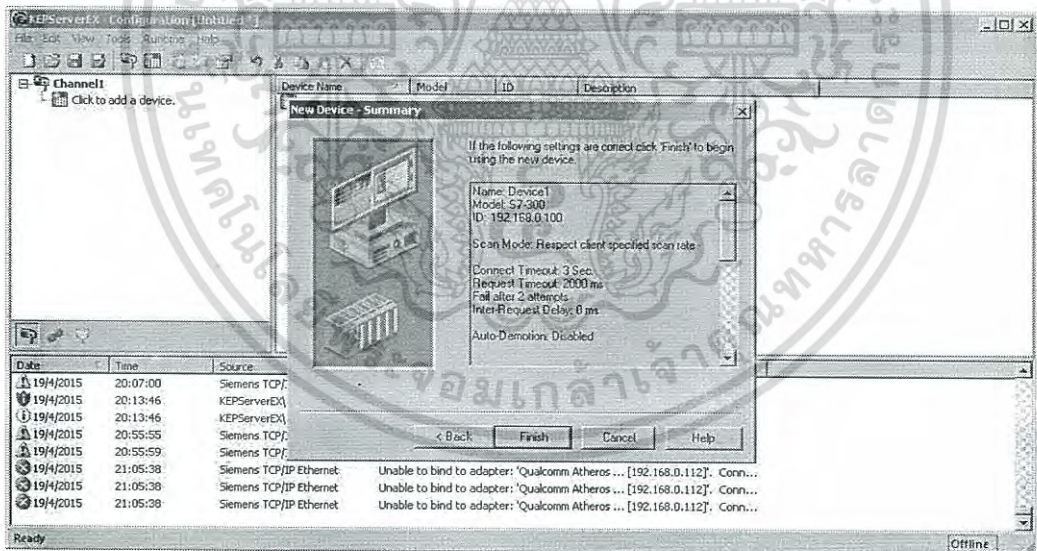 KEPServerEX - Configuration [Untitled *]
File Edit View Tools Runtime Help
Channel1
Click to add a device.
Device Name Model ID Description
New Device - Summary
If the following settings are correct click 'Finish' to begin
using the new device.
Name: Device1
Model: S7-300
ID: 192.168.0.100
Scan Mode: Respect client specified scan rate
Connect Timeout: 3 Sec.
Request Timeout: 2000 ms
Fail after 2 attempts
Inter-Request Delay: 0 ms
Auto-Demotion: Disabled
< Back Finish Cancel Help
Date Time Source
19/4/2015 20:07:00 Siemens TCP/
19/4/2015 20:13:46 KEPServerEX\
19/4/2015 20:13:46 KEPServerEX\
19/4/2015 20:55:55 Siemens TCP/
19/4/2015 20:55:59 Siemens TCP/
19/4/2015 21:05:38 Siemens TCP/IP Ethernet Unable to bind to adapter: 'Qualcomm Atheros ... [192.168.0.112]'. Conn...
19/4/2015 21:05:38 Siemens TCP/IP Ethernet Unable to bind to adapter: 'Qualcomm Atheros ... [192.168.0.112]'. Conn...
19/4/2015 21:05:38 Siemens TCP/IP Ethernet Unable to bind to adapter: 'Qualcomm Atheros ... [192.168.0.112]'. Conn...
Ready Offline